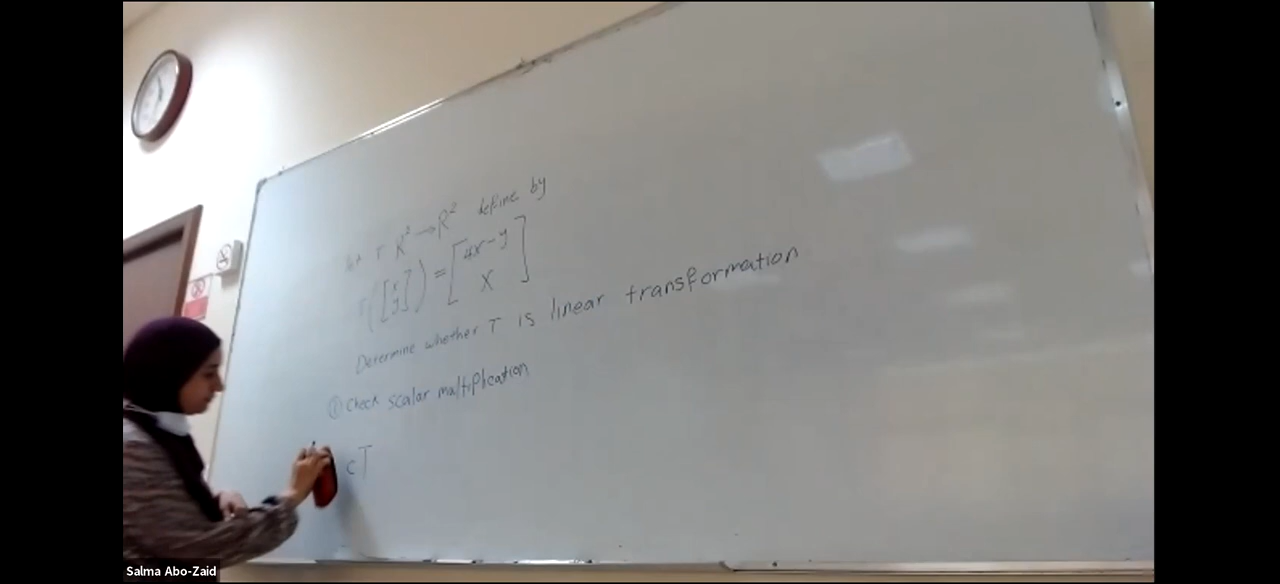 let T R² → R² define by
T([x y]) = [4x-y x]
Determine whether T is linear transformation
① Check scalar multiplication
cT
Salma Abo-Zaid